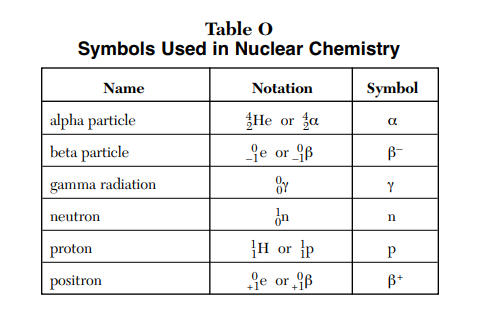 Table O
Symbols Used in Nuclear Chemistry
Name Notation Symbol
alpha particle ⁴₂He or ⁴₂α α
beta particle ⁰₋₁e or ⁰₋₁β β⁻
gamma radiation ⁰₀γ γ
neutron ¹₀n n
proton ¹₁H or ¹₁p p
positron ⁰₊₁e or ⁰₊₁β β⁺